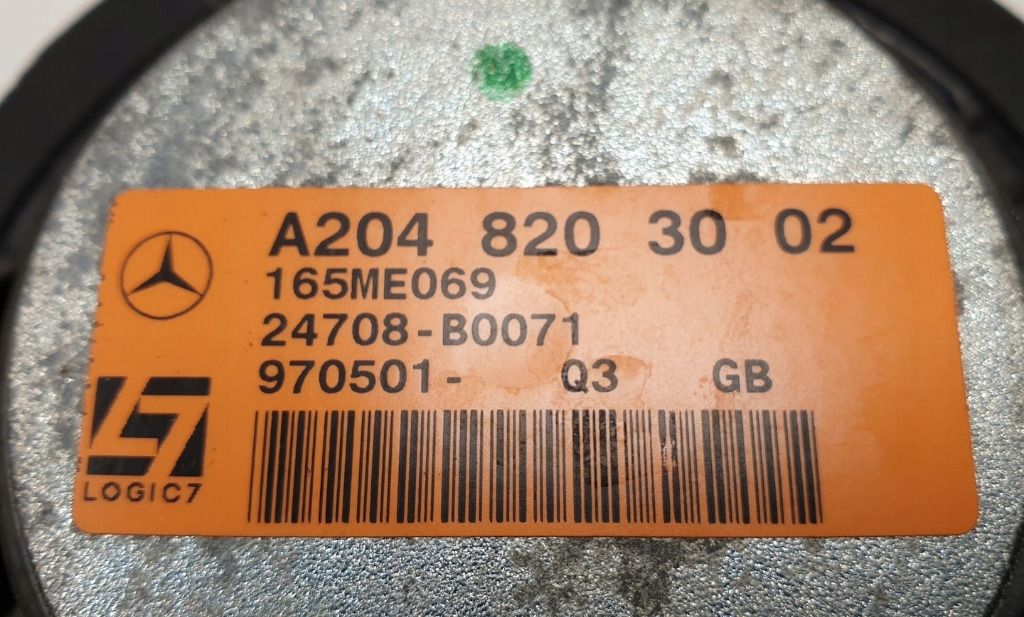 A204 820 30 02
165ME069
24708-B0071
970501- Q3 GB
LOGIC7